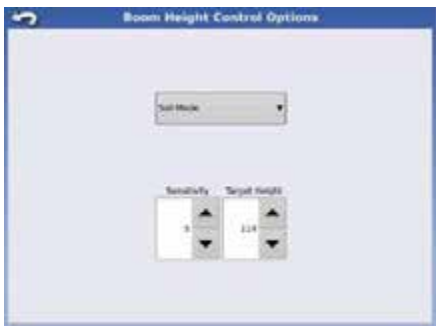 Boom Height Control Options
Soil Mode
Sensitivity Target Height
5 114